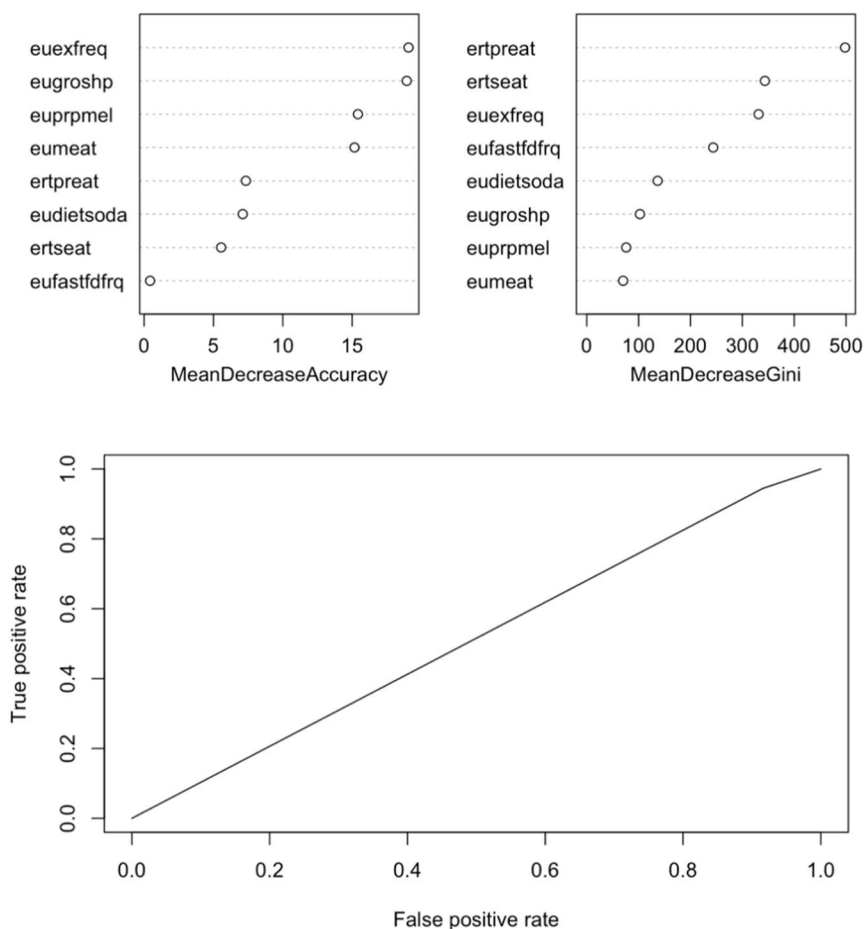 euexfreq
eugroshp
euprpmel
eumeat
ertpreat
eudietsoda
ertseat
eufastfdfrq
0 5 10 15
MeanDecreaseAccuracy
ertpreat
ertseat
euexfreq
eufastfdfrq
eudietsoda
eugroshp
euprpmel
eumeat
0 100 200 300 400 500
MeanDecreaseGini
True positive rate
1.0
0.8
0.6
0.4
0.2
0.0
0.0 0.2 0.4 0.6 0.8 1.0
False positive rate